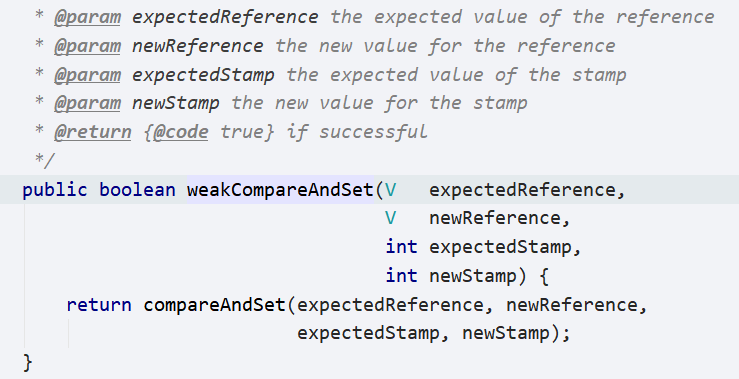 * @param expectedReference the expected value of the reference
* @param newReference the new value for the reference
* @param expectedStamp the expected value of the stamp
* @param newStamp the new value for the stamp
* @return {@code true} if successful
*/
public boolean weakCompareAndSet(V   expectedReference,
                                 V   newReference,
                                 int expectedStamp,
                                 int newStamp) {
    return compareAndSet(expectedReference, newReference,
                         expectedStamp, newStamp);
}